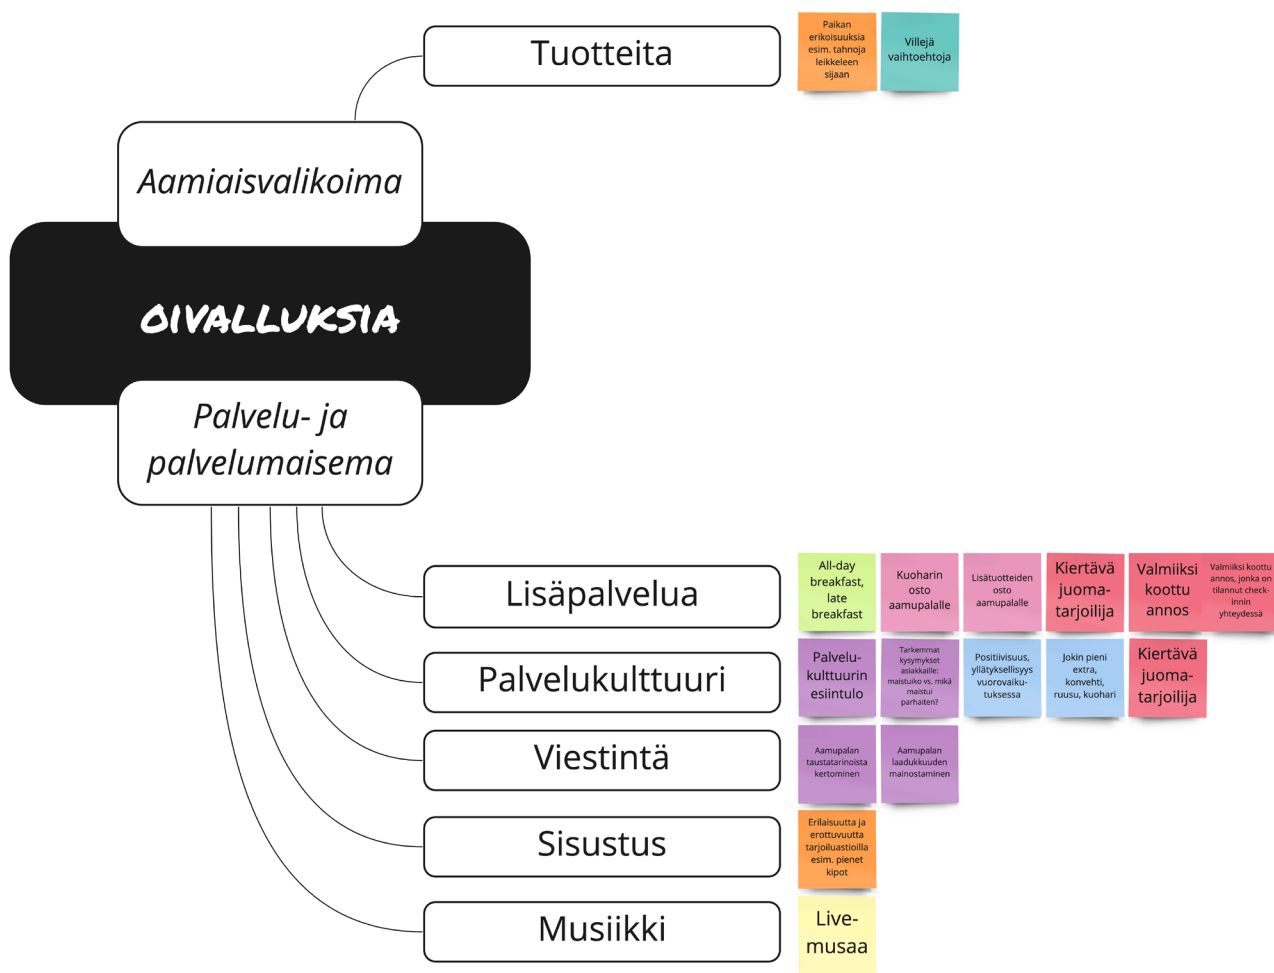 Tuotteita
Paikan
erikoisuuksia
esim. tahnoja
leikkeleen
sijaan
Villejä
vaihtoehtoja
Aamiaisvalikoima
OIVALLUKSIA
Palvelu- ja
palvelumaisema
Lisäpalvelua
All-day
breakfast,
late
breakfast
Kuoharin
osto
aamupalalle
Lisätuotteiden
osto
aamupalalle
Kiertävä
juoma-
tarjoilija
Valmiiksi
koottu
annos
Valmiiksi koottu
annos, jonka on
tilannut check-
innin
yhteydessä
Palvelukulttuuri
Palvelu-
kulttuurin
esiintulo
Tarkemmat
kysymykset
asiakkaille:
maistuiko vs. mikä
maistui
parhaiten?
Positiivisuus,
yllätyksellisyys
vuorovaiku-
tuksessa
Jokin pieni
extra,
konvehti,
ruusu, kuohari
Kiertävä
juoma-
tarjoilija
Viestintä
Aamupalan
taustatarinoista
kertominen
Aamupalan
laadukkuuden
mainostaminen
Sisustus
Erilaisuutta ja
erottuvuutta
tarjoiluastioilla
esim. pienet
kipot
Musiikki
Live-
musaa